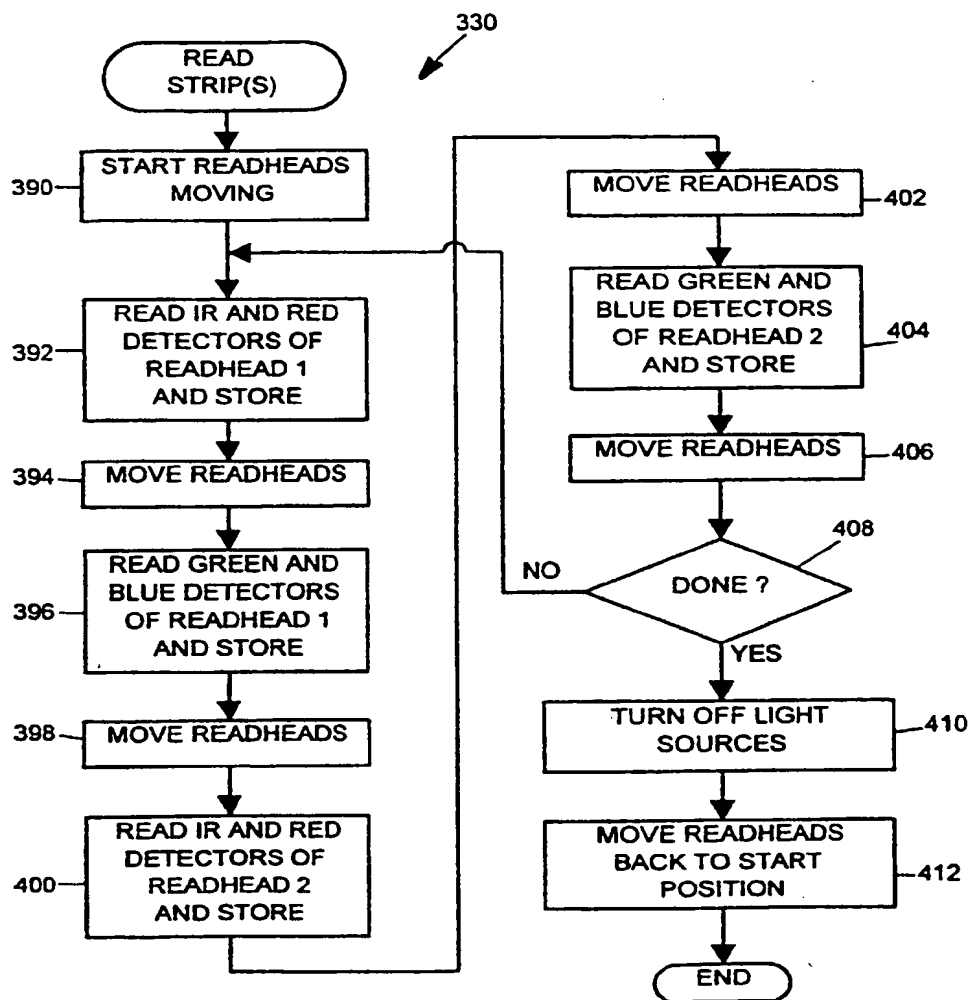 330
READ
STRIP(S)
390
START READHEADS
MOVING
392
READ IR AND RED
DETECTORS OF
READHEAD 1
AND STORE
394
MOVE READHEADS
396
READ GREEN AND
BLUE DETECTORS
OF READHEAD 1
AND STORE
398
MOVE READHEADS
400
READ IR AND RED
DETECTORS OF
READHEAD 2
AND STORE
MOVE READHEADS
402
READ GREEN AND
BLUE DETECTORS
OF READHEAD 2
AND STORE
404
MOVE READHEADS
406
408
DONE ?
NO
YES
TURN OFF LIGHT
SOURCES
410
MOVE READHEADS
BACK TO START
POSITION
412
END